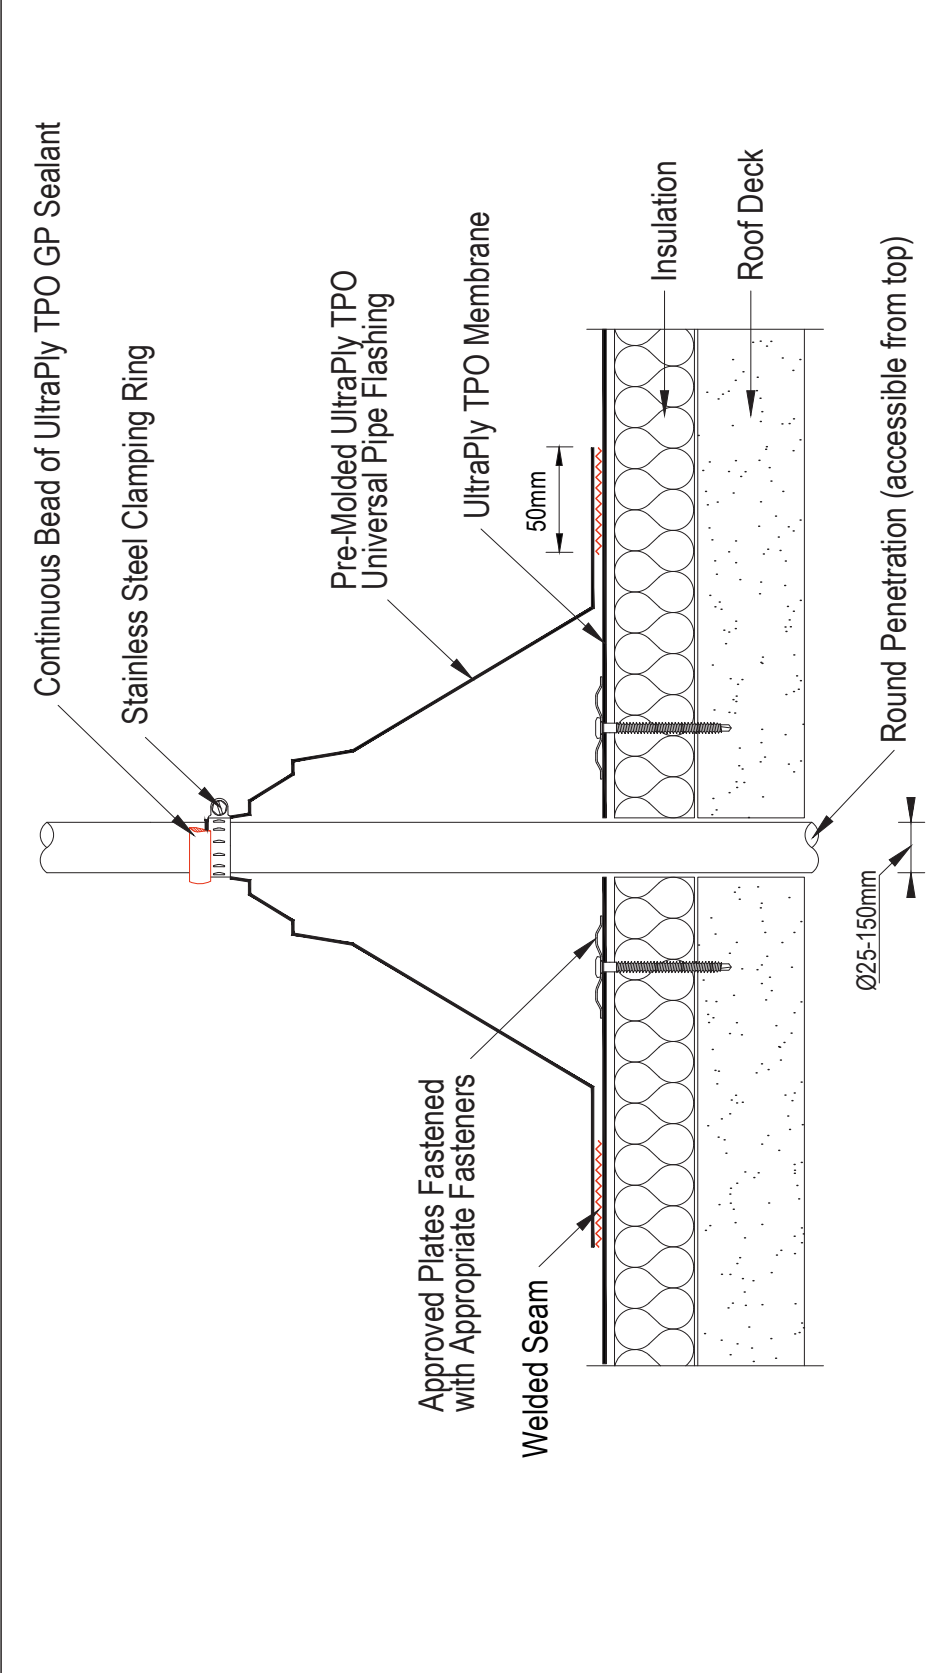 Continuous Bead of UltraPly TPO GP Sealant
Stainless Steel Clamping Ring
Pre-Molded UltraPly TPO
Universal Pipe Flashing
UltraPly TPO Membrane
50mm
Insulation
Roof Deck
Round Penetration (accessible from top)
Ø25-150mm
Approved Plates Fastened
with Appropriate Fasteners
Welded Seam